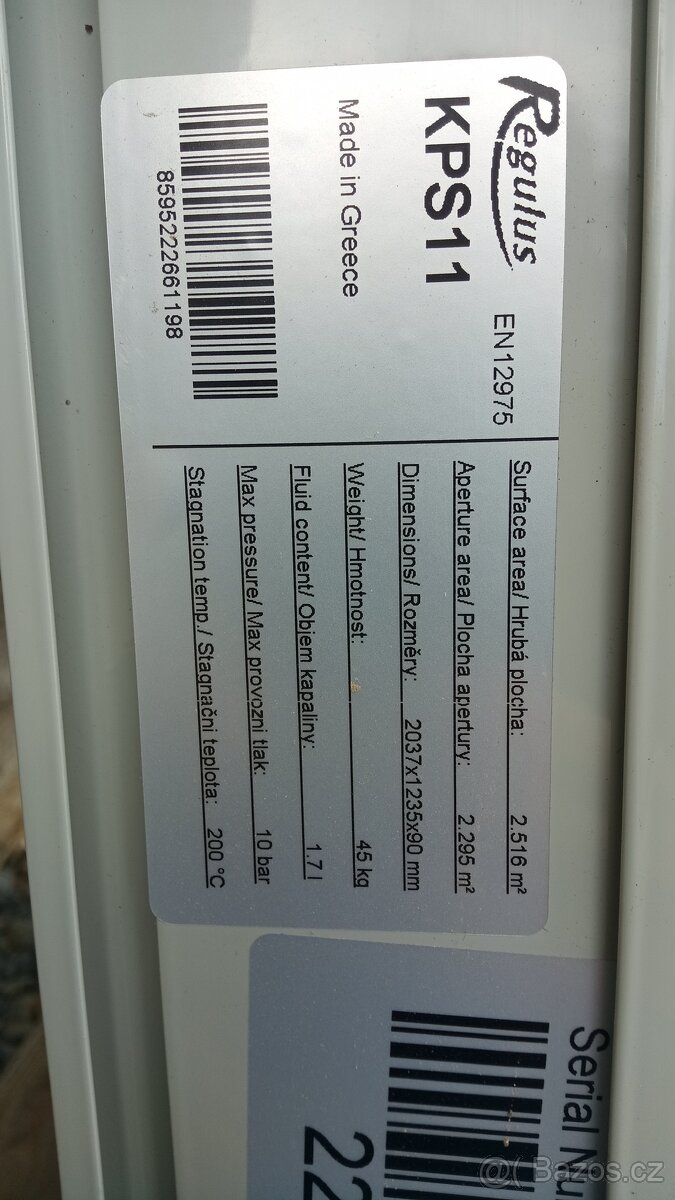 Regulus
EN12975
KPS11
Made in Greece
8595222661198
Surface area/ Hrubá plocha: 2.516 m²
Aperture area/ Plocha apertury: 2.295 m²
Dimensions/ Rozměry: 2037x1235x90 mm
Weight/ Hmotnost: 45 kg
Fluid content/ Objem kapaliny: 1.7 l
Max pressure/ Max provozní tlak: 10 bar
Stagnation temp./ Stagnační teplota: 200 °C
Serial Nu
22
@ Bazos.cz